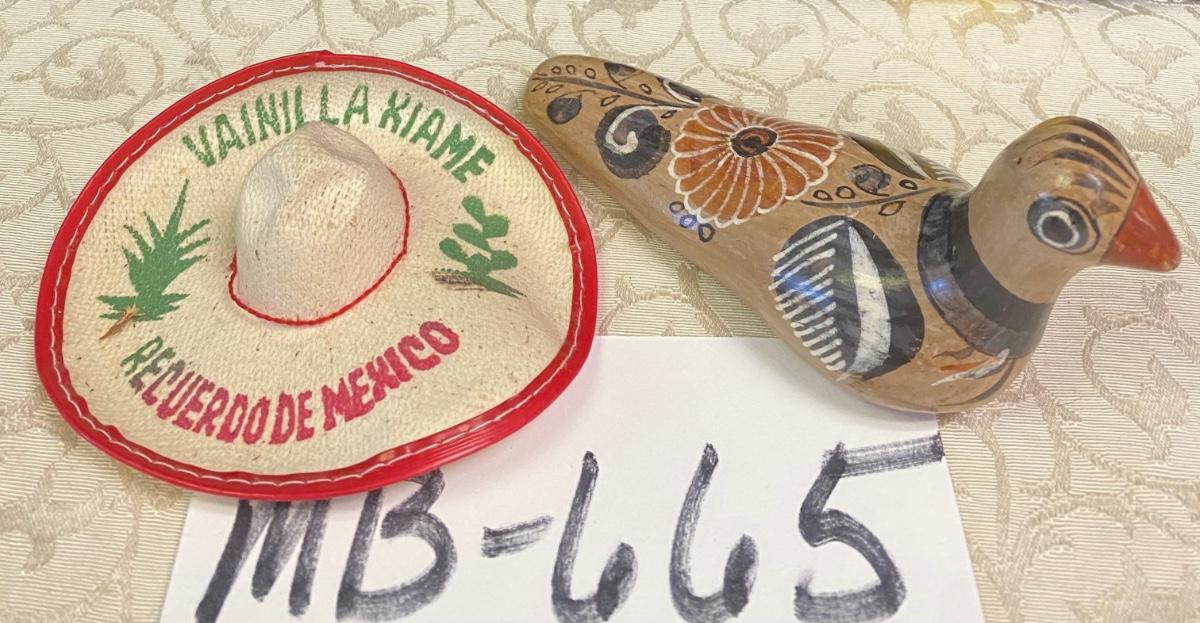 VAINILLA XIAME
RECUERDO DE MEXICO
MB-665